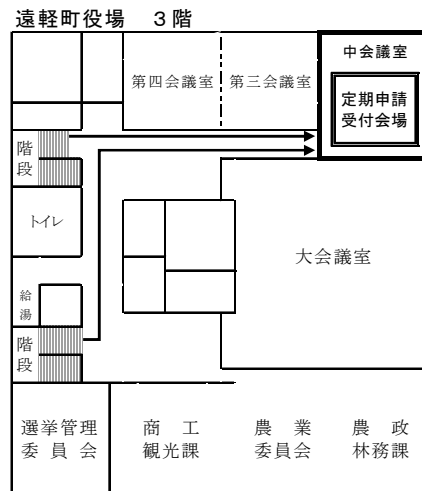 遠軽町役場　３階
中会議室
第四会議室
第三会議室
定期申請
受付会場
階
段
トイレ
大会議室
給
湯
階
段
選挙管理
委員会
商工
観光課
農業
委員会
農政
林務課